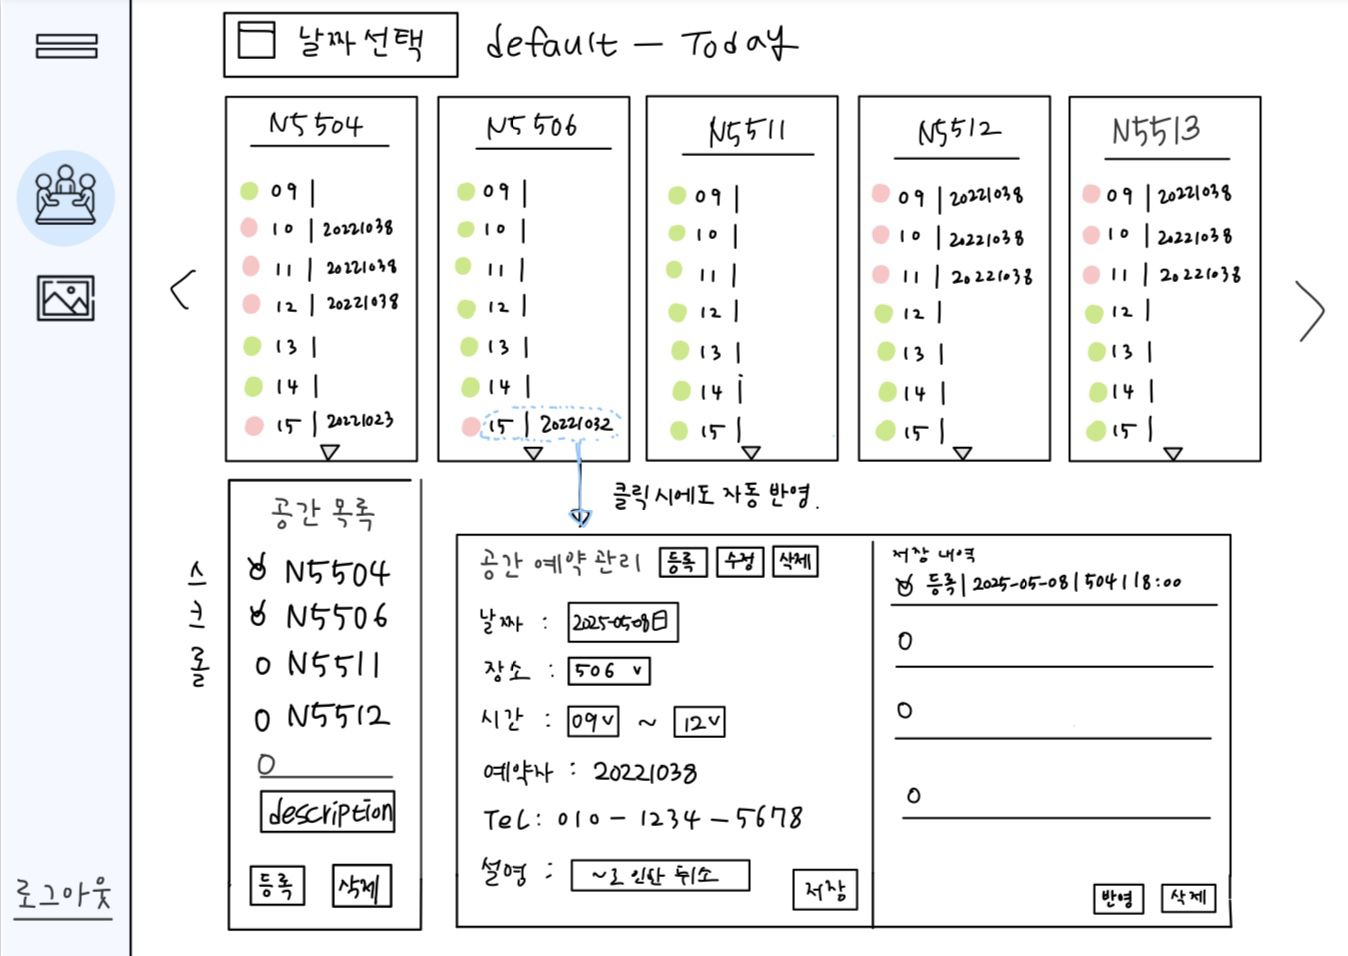 날짜선택 default - Today
N5504
09 |
10 | 20221038
11 | 20221038
12 | 20221038
13 |
14 |
15 | 20221023
N5506
09 |
10 |
11 |
12 |
13 |
14 |
15 | 20221032
N5511
09 |
10 |
11 |
12 |
13 |
14 |
15 |
N5512
09 | 20221038
10 | 20221038
11 | 20221038
12 |
13 |
14 |
15 |
N5513
09 | 20221038
10 | 20221038
11 | 20221038
12 |
13 |
14 |
15 |
클릭시에도 자동 반영.
스크롤
공간 목록
N5504
N5506
N5511
N5512
description
등록 삭제
공간 예약 관리 등록 수정 삭제
날짜 : 2025-05-08
장소 : 506
시간 : 09 ~ 12
예약자 : 20221038
Tel: 010-1234-5678
설명 : ~로 인한 취소
저장
저장 내역
등록 | 2025-05-08 | 504 | 18:00
반영 삭제
로그아웃